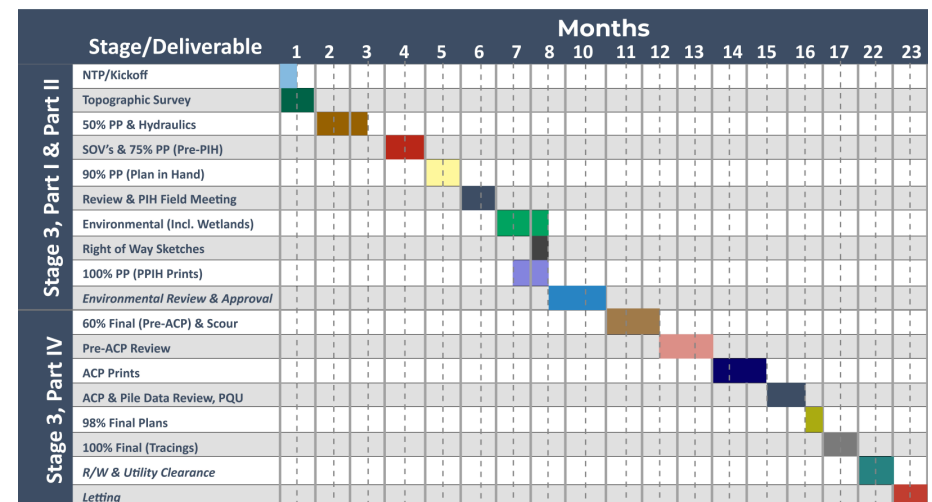 Months
Stage/Deliverable 1 2 3 4 5 6 7 8 10 11 12 13 14 15 16 17 22 23
Stage 3, Part I & Part II
NTP/Kickoff
Topographic Survey
50% PP & Hydraulics
SOV's & 75% PP (Pre-PIH)
90% PP (Plan in Hand)
Review & PIH Field Meeting
Environmental (Incl. Wetlands)
Right of Way Sketches
100% PP (PPIH Prints)
Environmental Review & Approval
Stage 3, Part IV
60% Final (Pre-ACP) & Scour
Pre-ACP Review
ACP Prints
ACP & Pile Data Review, PQU
98% Final Plans
100% Final (Tracings)
R/W & Utility Clearance
Letting